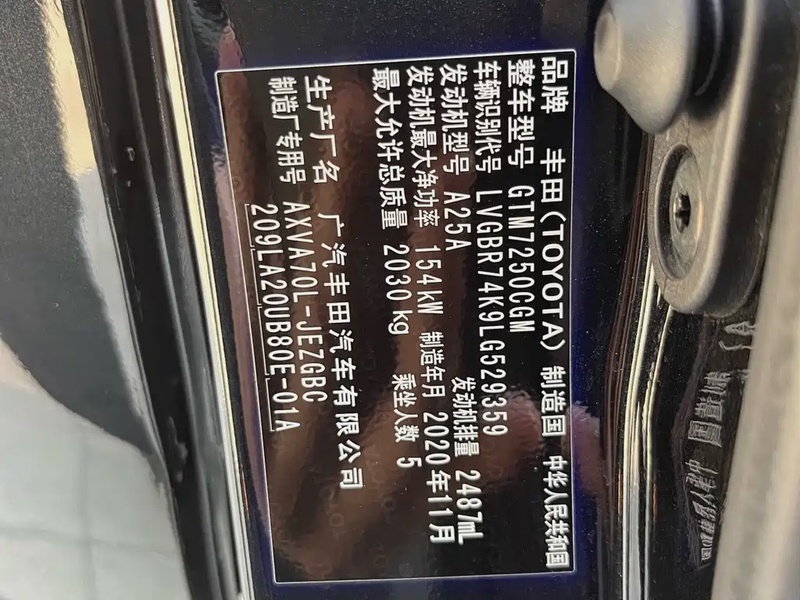 品牌 丰田(TOYOTA) 制造国 中华人民共和国
整车型号 GTM7250CGM
车辆识别代号 LVGBR74K9LG529359
发动机型号 A25A 发动机排量 2487mL
发动机最大净功率 154kW 制造年月 2020年11月
最大允许总质量 2030kg 乘坐人数 5
生产厂名 广汽丰田汽车有限公司
制造厂专用号 AXVA70L-JEZGBC
209LA20UB80E-01A